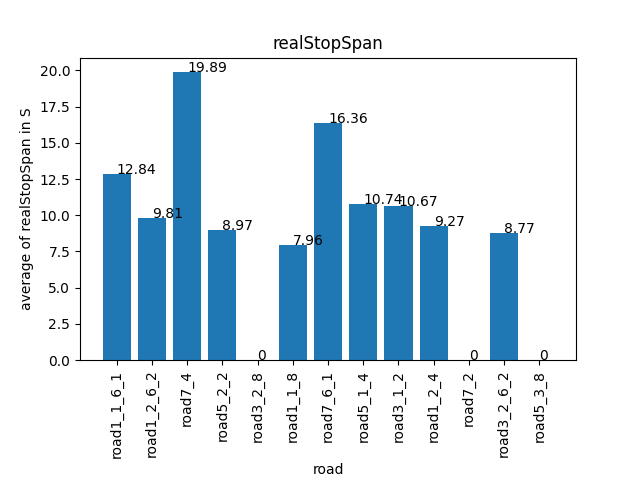 realStopSpan
average of realStopSpan in S
20.0
17.5
15.0
12.5
10.0
7.5
5.0
2.5
0.0
12.84
9.81
19.89
8.97
0
7.96
16.36
10.74
10.67
9.27
0
8.77
0
road1_1_6_1
road1_2_6_2
road7_4
road5_2_2
road3_2_8
road1_1_8
road7_6_1
road5_1_4
road3_1_2
road1_2_4
road7_2
road3_2_6_2
road5_3_8
road